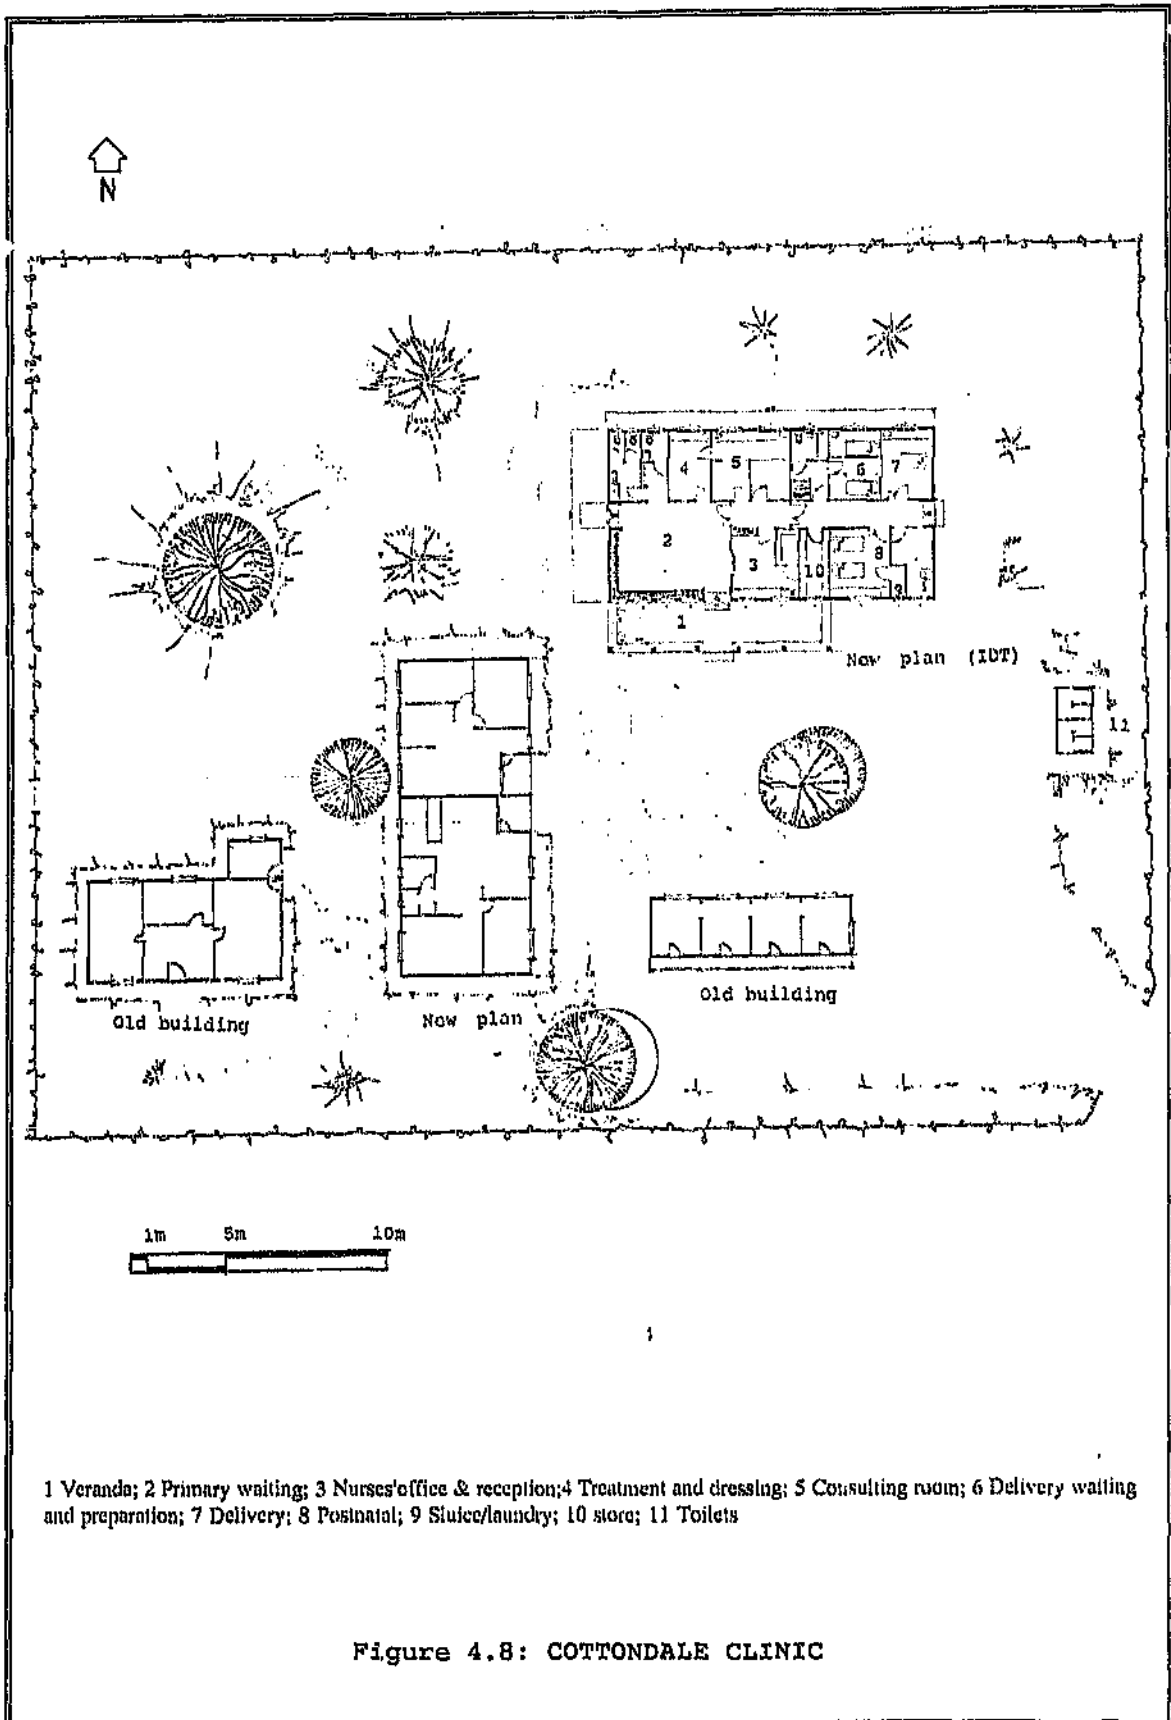 N
4
5
6
7
2
3
10
8
1
New plan (IDT)
11
Old building
Old building
New plan
1m 5m 10m
1 Veranda; 2 Primary waiting; 3 Nurses'office & reception;4 Treatment and dressing; 5 Consulting room; 6 Delivery waiting
and preparation; 7 Delivery; 8 Postnatal; 9 Sluice/laundry; 10 store; 11 Toilets
Figure 4.8: COTTONDALE CLINIC